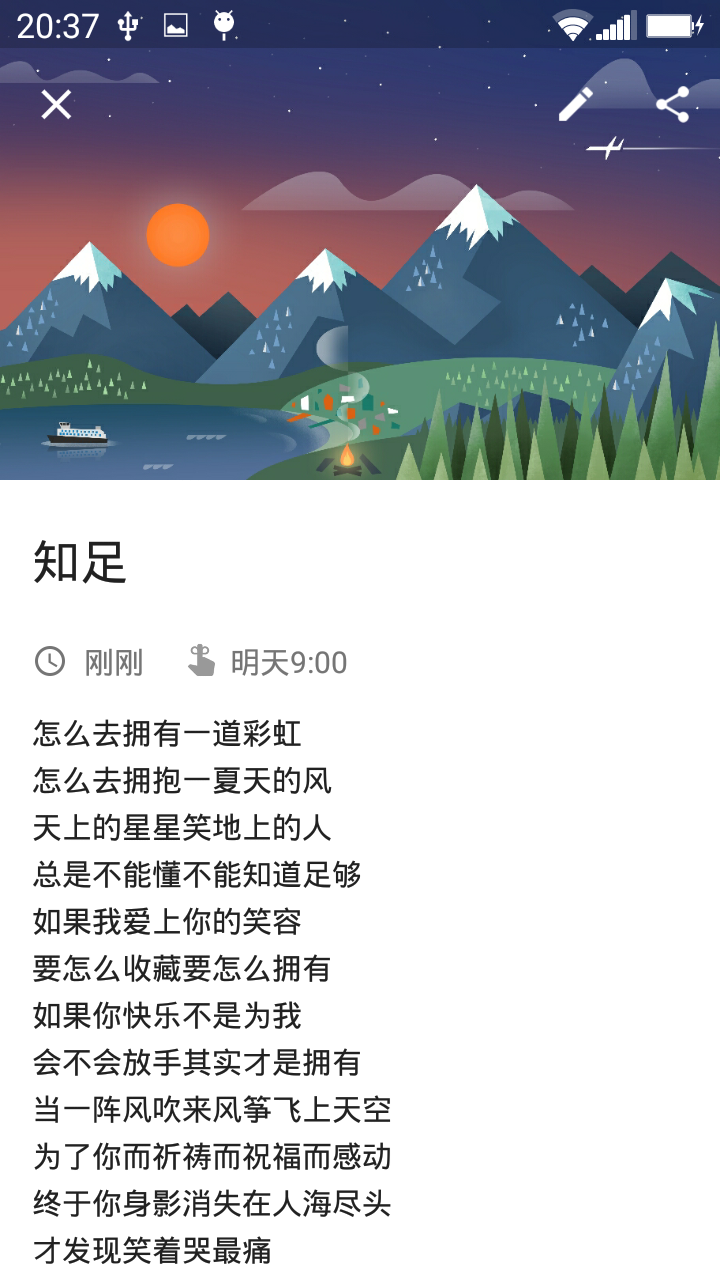 20:37
知足
刚刚 明天9:00
怎么去拥有一道彩虹
怎么去拥抱一夏天的风
天上的星星笑地上的人
总是不能懂不能知道足够
如果我爱上你的笑容
要怎么收藏要怎么拥有
如果你快乐不是为我
会不会放手其实才是拥有
当一阵风吹来风筝飞上天空
为了你而祈祷而祝福而感动
终于你身影消失在人海尽头
才发现笑着哭最痛